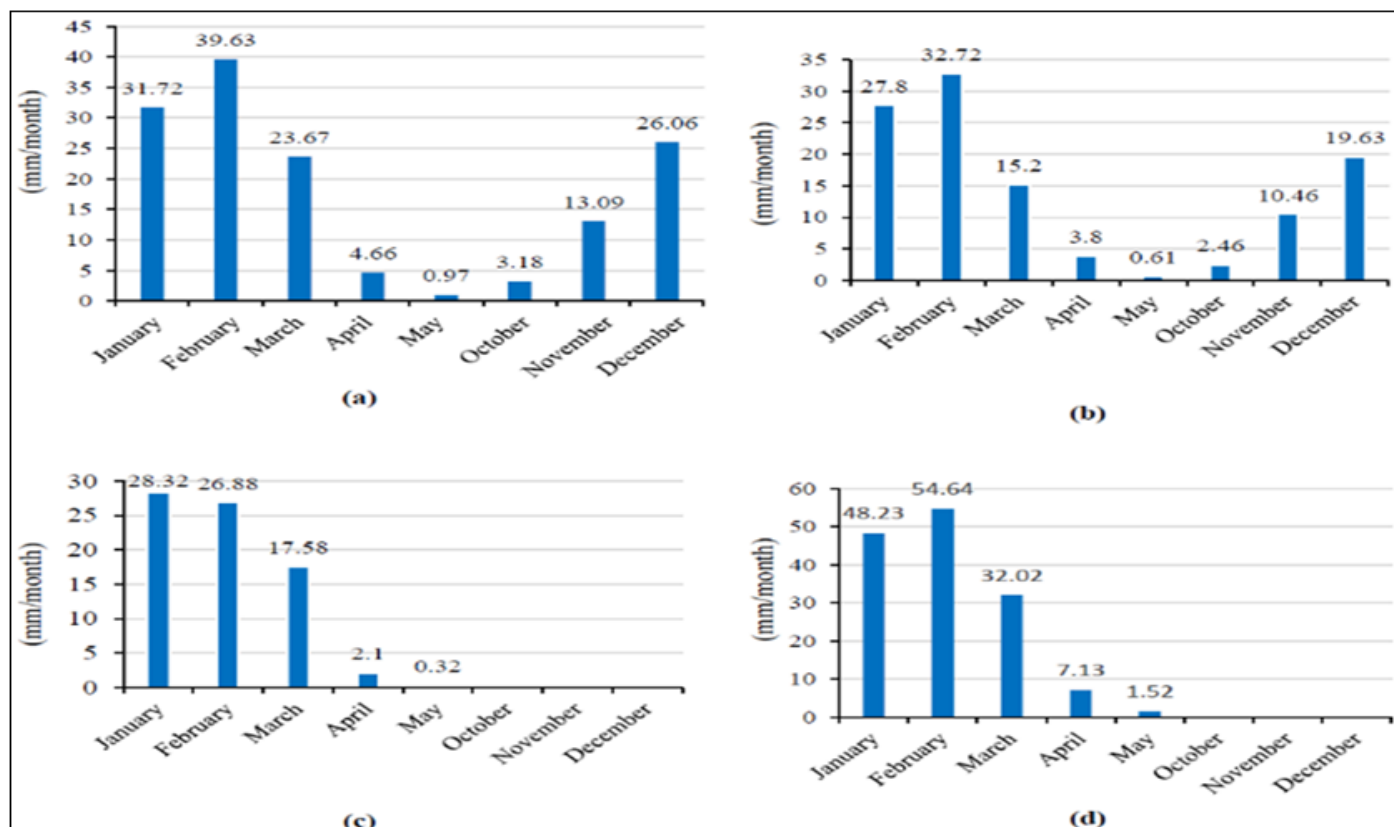 45
40
35
30
25
20
15
10
5
0
(mm/month)
31.72
39.63
23.67
4.66
0.97
3.18
13.09
26.06
January
February
March
April
May
October
November
December
(a)
35
30
25
20
15
10
5
0
(mm/month)
27.8
32.72
15.2
3.8
0.61
2.46
10.46
19.63
January
February
March
April
May
October
November
December
(b)
30
25
20
15
10
5
0
(mm/month)
28.32
26.88
17.58
2.1
0.32
January
February
March
April
May
October
November
December
(c)
60
50
40
30
20
10
0
(mm/month)
48.23
54.64
32.02
7.13
1.52
January
February
March
April
May
October
November
December
(d)